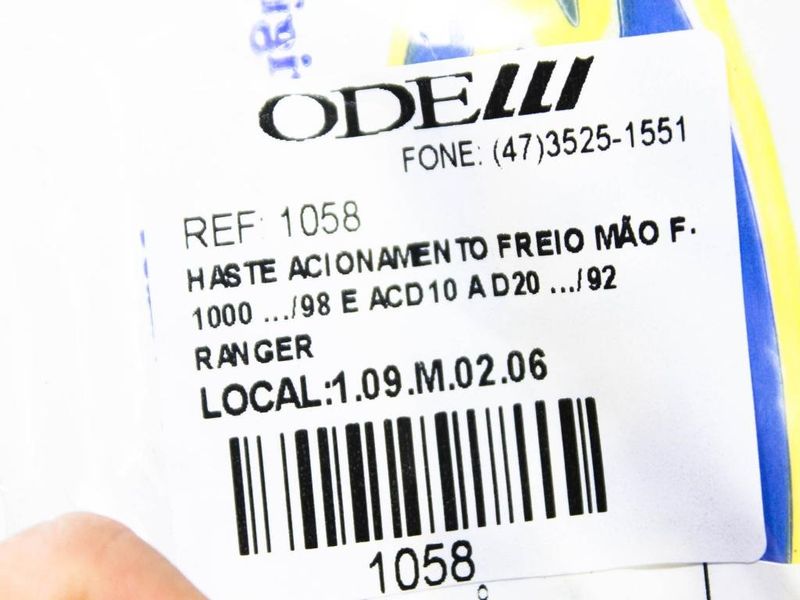 ODELLI
FONE: (47)3525-1551
REF: 1058
HASTE ACIONAMENTO FREIO MÃO F.
1000 .../98 E ACD10 A D20 .../92
RANGER
LOCAL:1.09.M.02.06
1058